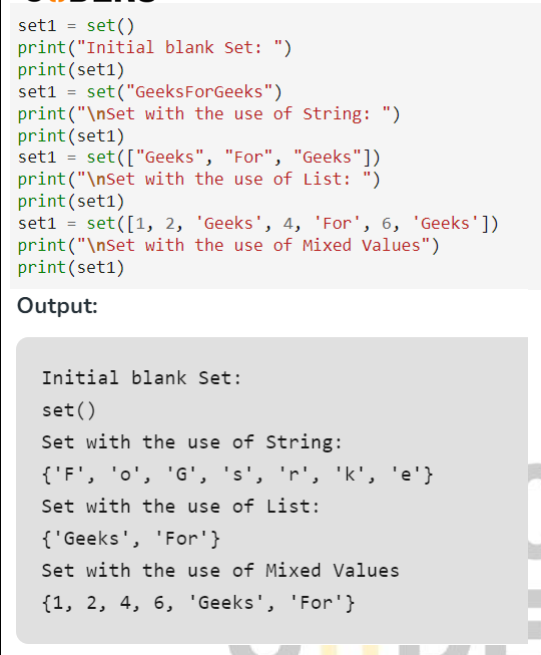 set1 = set()
print("Initial blank Set: ")
print(set1)
set1 = set("GeeksForGeeks")
print("\nSet with the use of String: ")
print(set1)
set1 = set(["Geeks", "For", "Geeks"])
print("\nSet with the use of List: ")
print(set1)
set1 = set([1, 2, 'Geeks', 4, 'For', 6, 'Geeks'])
print("\nSet with the use of Mixed Values")
print(set1)
Output:
Initial blank Set:
set()
Set with the use of String:
{'F', 'o', 'G', 's', 'r', 'k', 'e'}
Set with the use of List:
{'Geeks', 'For'}
Set with the use of Mixed Values
{1, 2, 4, 6, 'Geeks', 'For'}